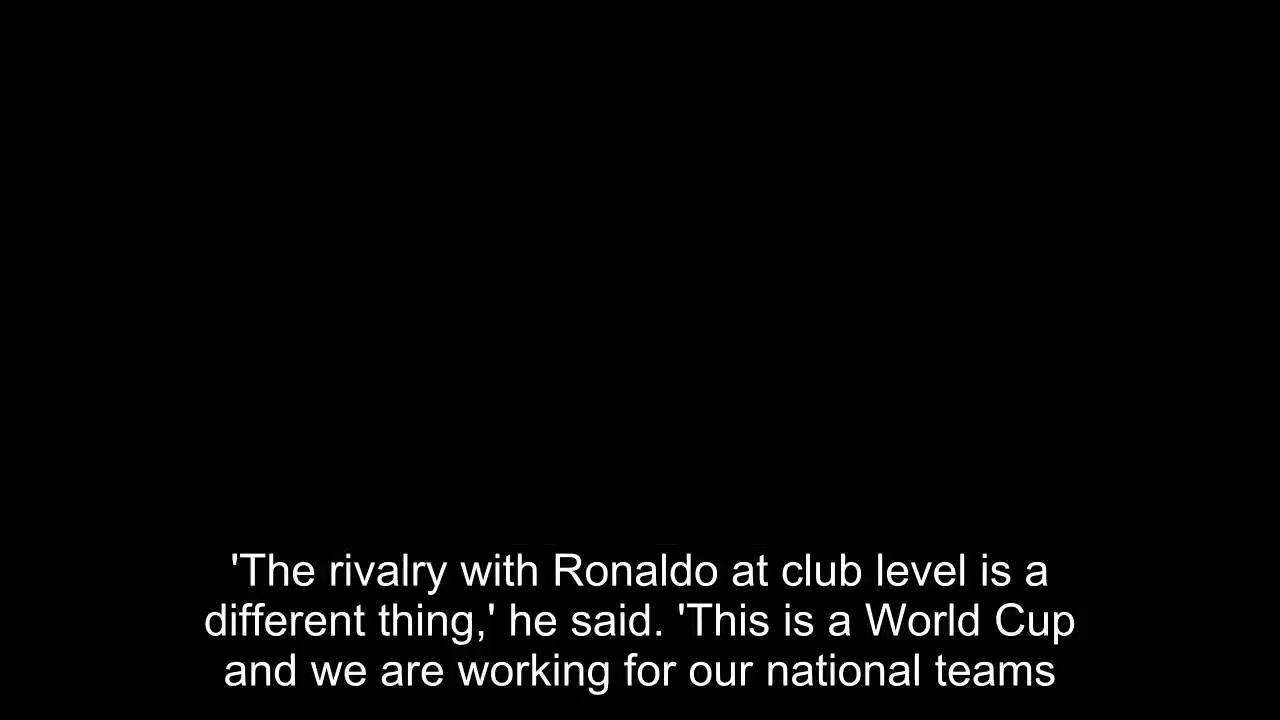 'The rivalry with Ronaldo at club level is a
different thing,' he said. 'This is a World Cup
and we are working for our national teams